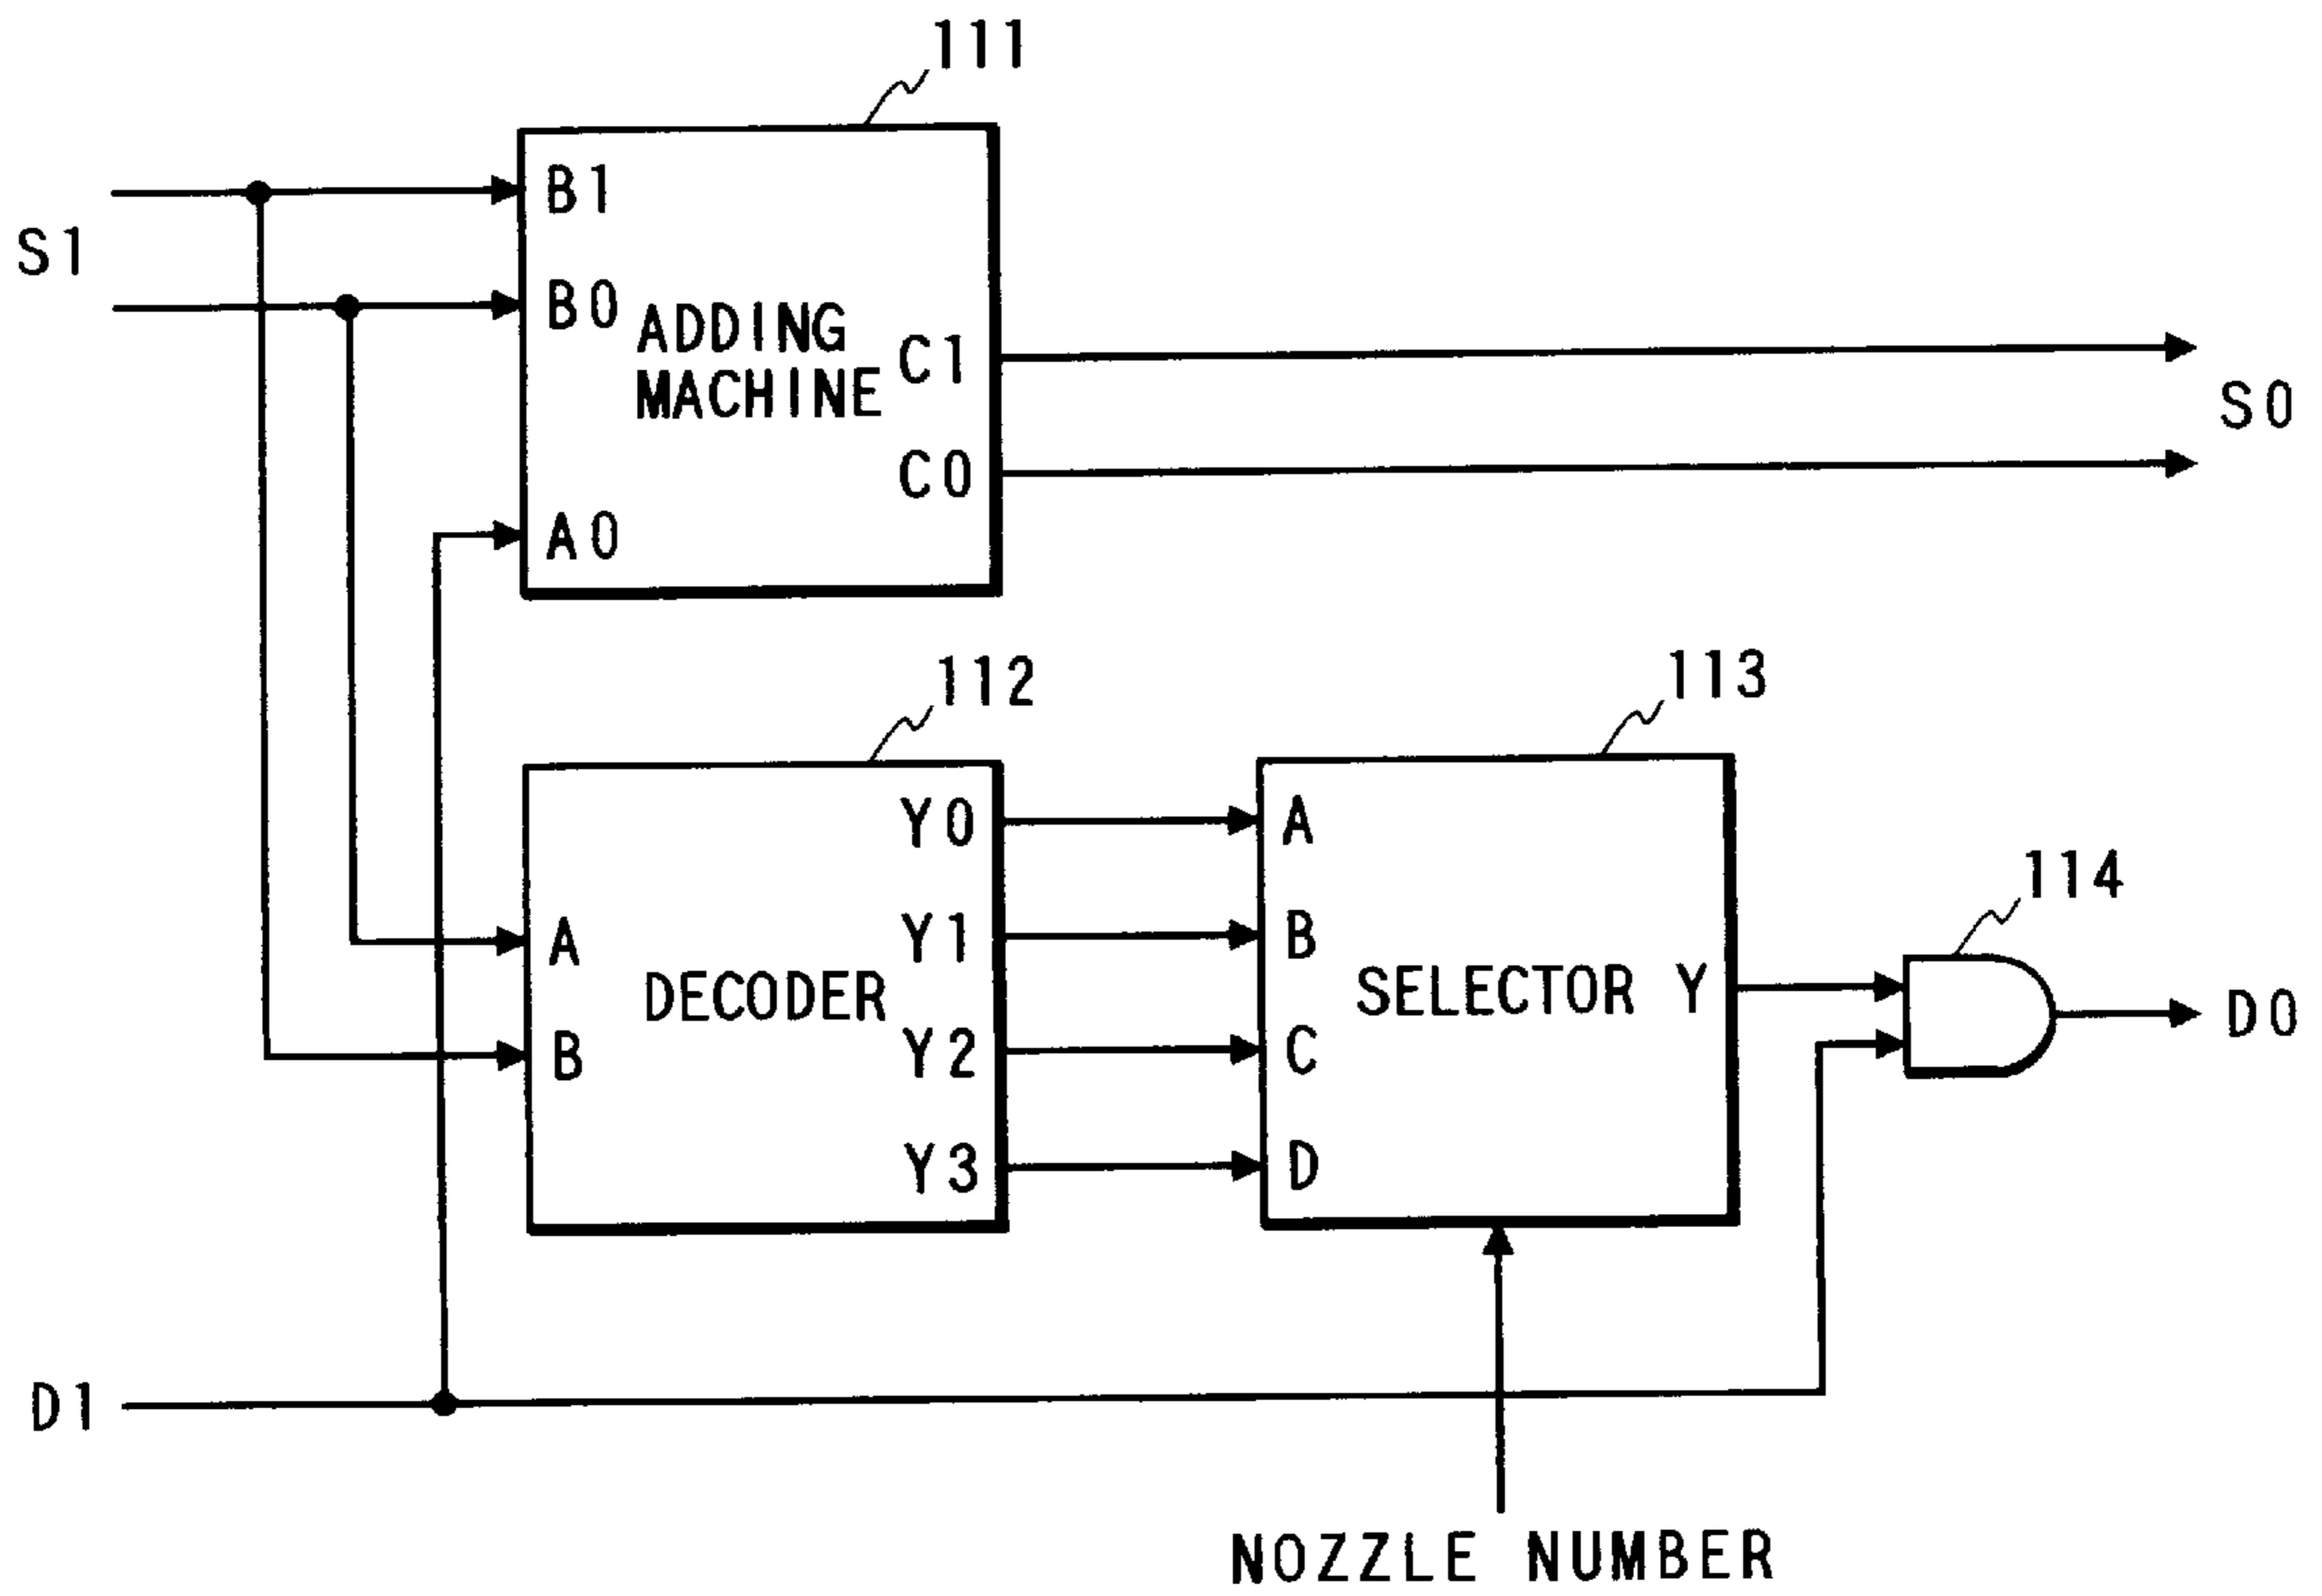 111
B1
S1
B0
ADDING
MACHINE
C1
S0
C0
A0
112
113
Y0
A
114
Y1
B
A
DECODER
SELECTOR
Y
D0
Y2
C
B
Y3
D
D1
NOZZLE NUMBER